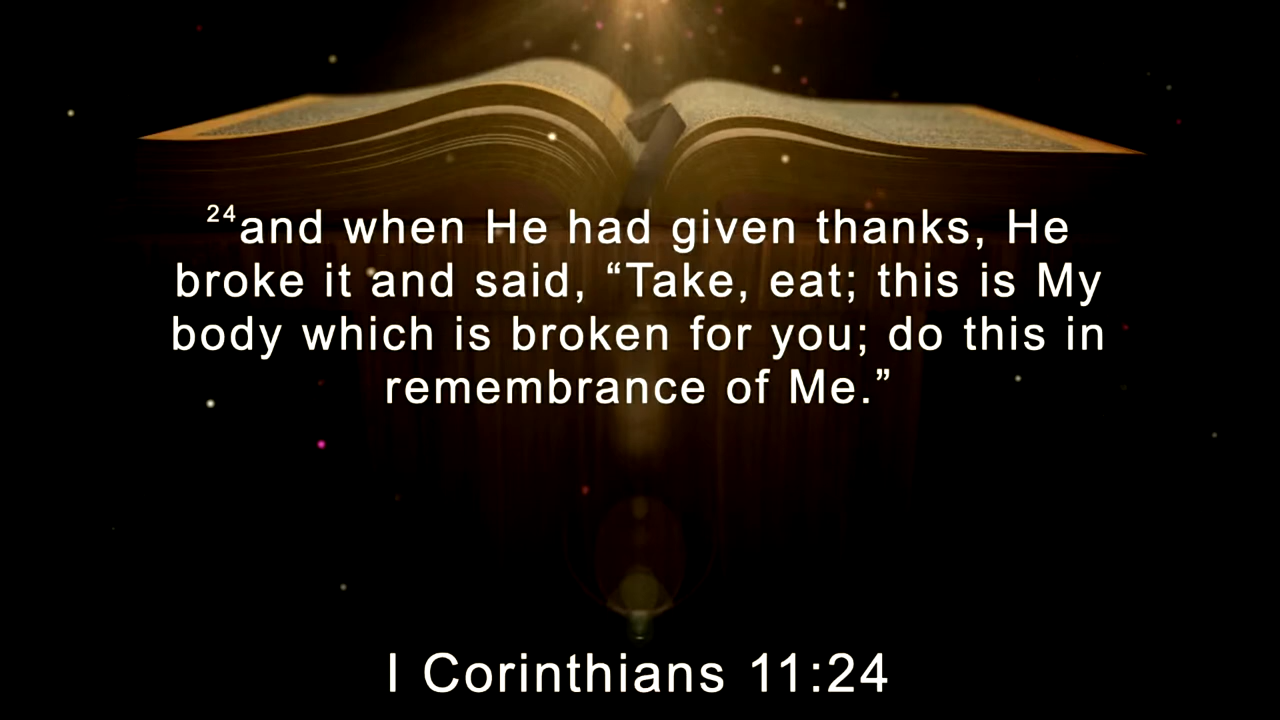 24and when He had given thanks, He
broke it and said, “Take, eat; this is My
body which is broken for you; do this in
remembrance of Me.”
I Corinthians 11:24